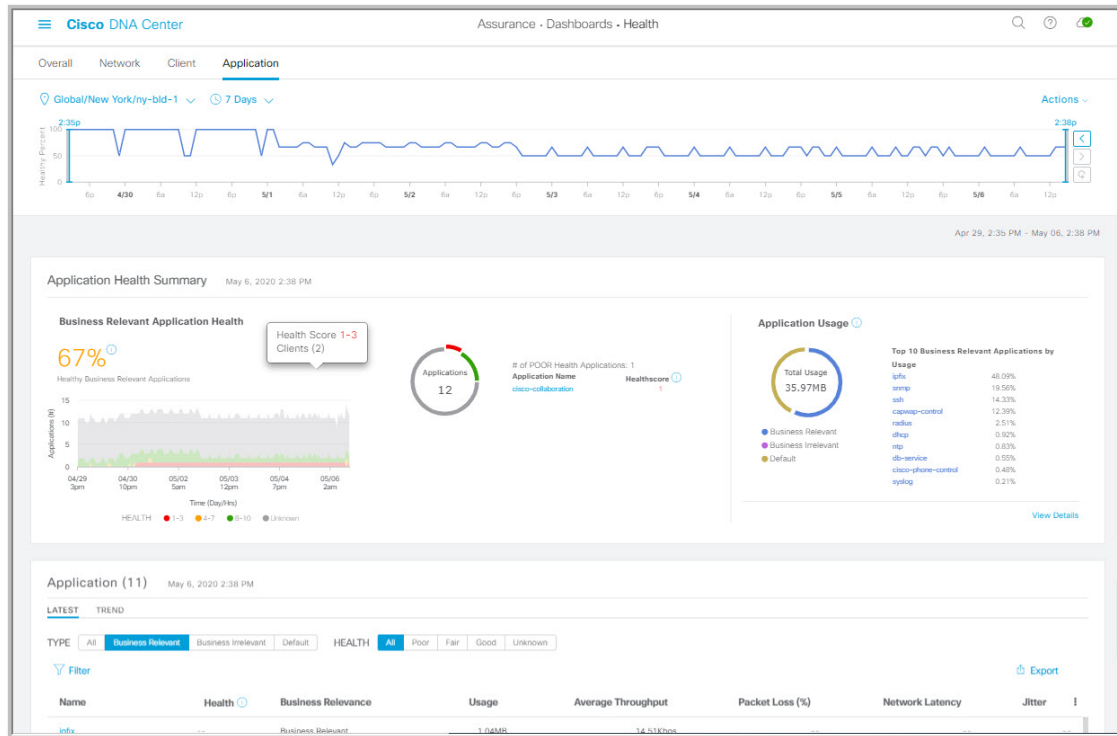 Cisco DNA Center
Assurance · Dashboards · Health
Overall Network Client Application
Global/New York/ny-bld-1 7 Days Actions
2:35p 2:38p
Healthy Percent
100
50
0
6p 4/30 6a 12p 6p 5/1 6a 12p 6p 5/2 6a 12p 6p 5/3 6a 12p 6p 5/4 6a 12p 6p 5/5 6a 12p 6p 5/6 6a 12p
Apr 29, 2:35 PM - May 06, 2:38 PM
Application Health Summary May 6, 2020 2:38 PM
Business Relevant Application Health
67%
Healthy Business Relevant Applications
Health Score 1-3
Clients (2)
Applications (#)
15
10
5
0
04/29 04/30 05/02 05/03 05/04 05/06
3pm 10pm 5am 12pm 7pm 2am
Time (Day/Hrs)
HEALTH 1-3 4-7 8-10 Unknown
Applications
12
# of POOR Health Applications: 1
Application Name Healthscore
cisco-collaboration 1
Application Usage
Total Usage
35.97MB
Business Relevant
Business Irrelevant
Default
Top 10 Business Relevant Applications by
Usage
ipfix 48.09%
snmp 19.56%
ssh 14.33%
capwap-control 12.39%
radius 2.51%
dhcp 0.92%
ntp 0.83%
db-service 0.55%
cisco-phone-control 0.48%
syslog 0.21%
View Details
Application (11) May 6, 2020 2:38 PM
LATEST TREND
TYPE All Business Relevant Business Irrelevant Default HEALTH All Poor Fair Good Unknown
Filter Export
Name Health Business Relevance Usage Average Throughput Packet Loss (%) Network Latency Jitter
ipfix -- Business Relevant 1.04MB 14.51Kbps -- -- --